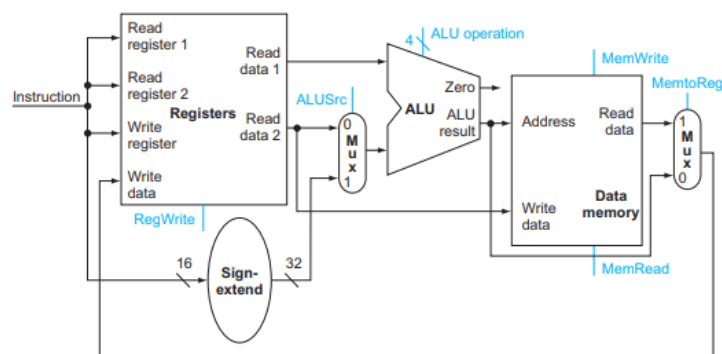 Instruction
Read
register 1
Read
register 2
Registers
Write
register
Write
data
Read
data 1
Read
data 2
RegWrite
16
Sign-
extend
32
ALUSrc
0
M
u
x
1
4
ALU operation
Zero
ALU
ALU
result
MemWrite
Address
Read
data
Write
data
Data
memory
MemRead
MemtoReg
1
M
u
x
0